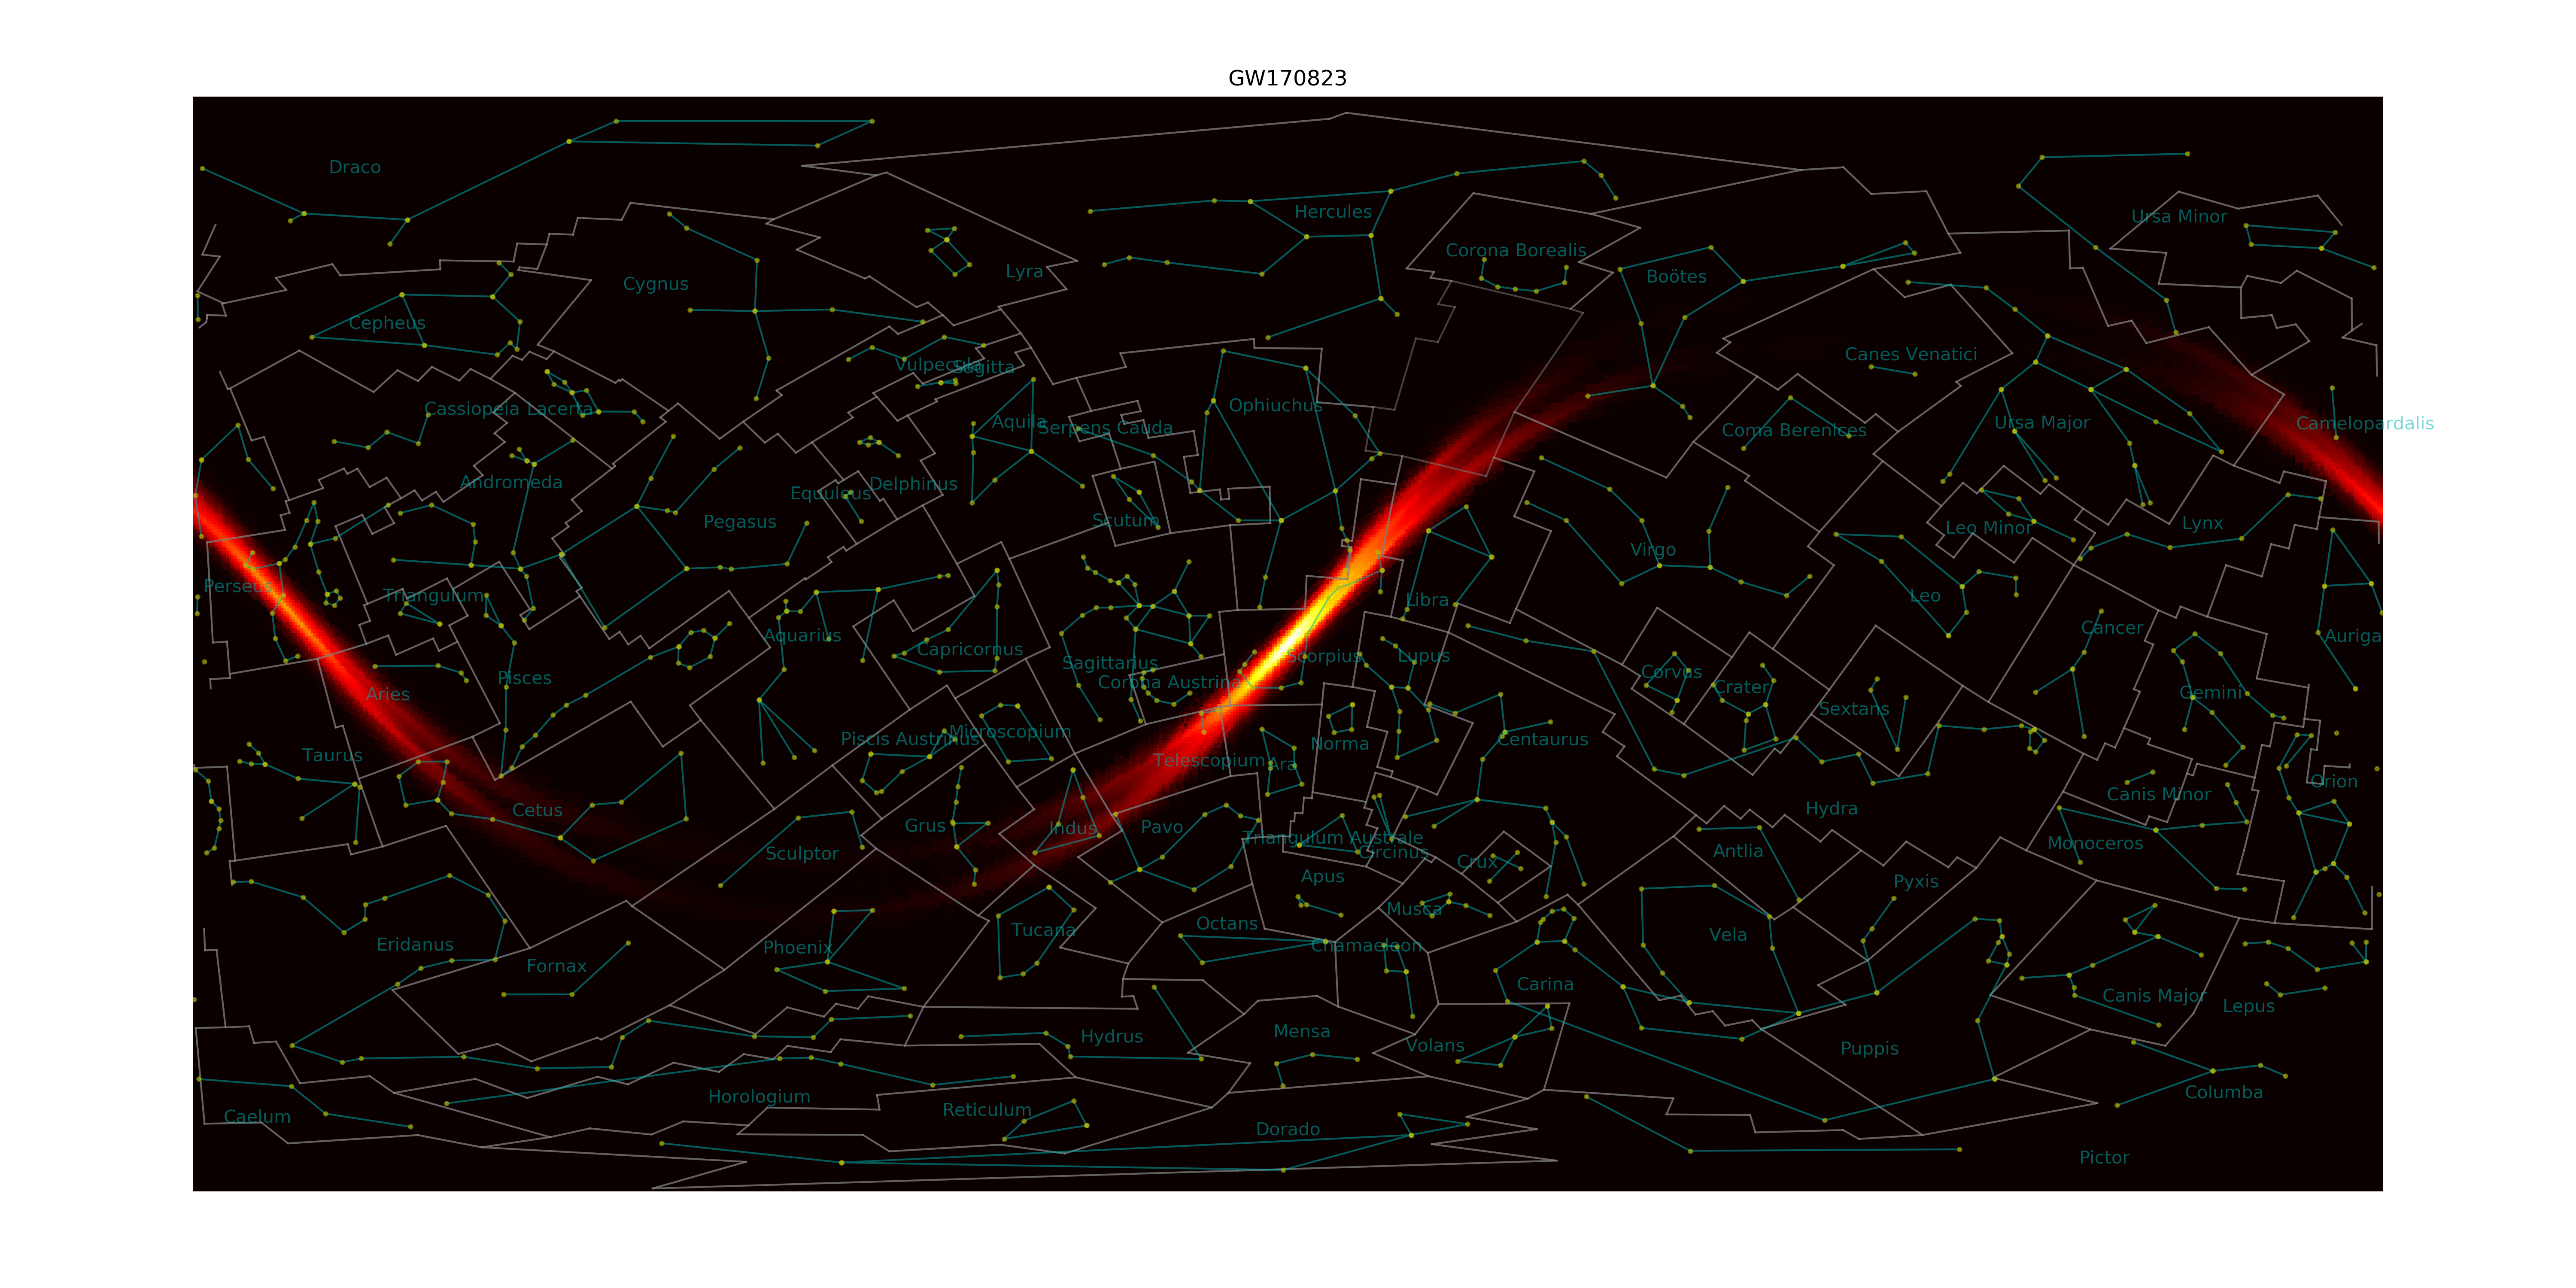 GW170823
Draco
Hercules
Ursa Minor
Corona Borealis
Lyra
Boötes
Cygnus
Cepheus
Canes Venatici
Vulpecula
Sagitta
Ophiuchus
Cassiopeia
Lacerta
Aquila
Serpens Cauda
Coma Berenices
Ursa Major
Camelopardalis
Andromeda
Equuleus
Delphinus
Pegasus
Scutum
Leo Minor
Lynx
Virgo
Perseus
Triangulum
Libra
Leo
Aquarius
Cancer
Auriga
Capricornus
Sagittarius
Scorpius
Lupus
Pisces
Corona Austrina
Corvus
Crater
Aries
Gemini
Sextans
Piscis Austrinus
Microscopium
Norma
Centaurus
Taurus
Telescopium
Ara
Orion
Canis Minor
Cetus
Hydra
Grus
Indus
Pavo
Triangulum Australe
Monoceros
Sculptor
Circinus
Crux
Antlia
Apus
Pyxis
Musca
Octans
Tucana
Vela
Eridanus
Phoenix
Chamaeleon
Fornax
Carina
Canis Major
Lepus
Hydrus
Mensa
Volans
Puppis
Horologium
Columba
Reticulum
Caelum
Dorado
Pictor